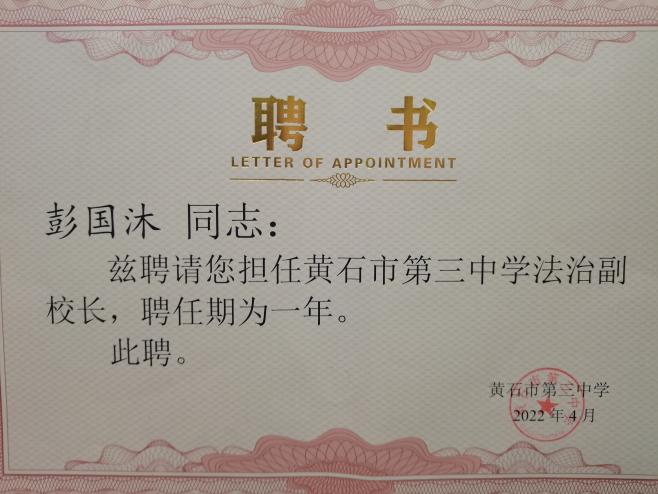 聘 书
LETTER OF APPOINTMENT
彭国沐 同志：
兹聘请您担任黄石市第三中学法治副
校长，聘任期为一年。
此聘。
黄石市第三中学
2022 年 4 月